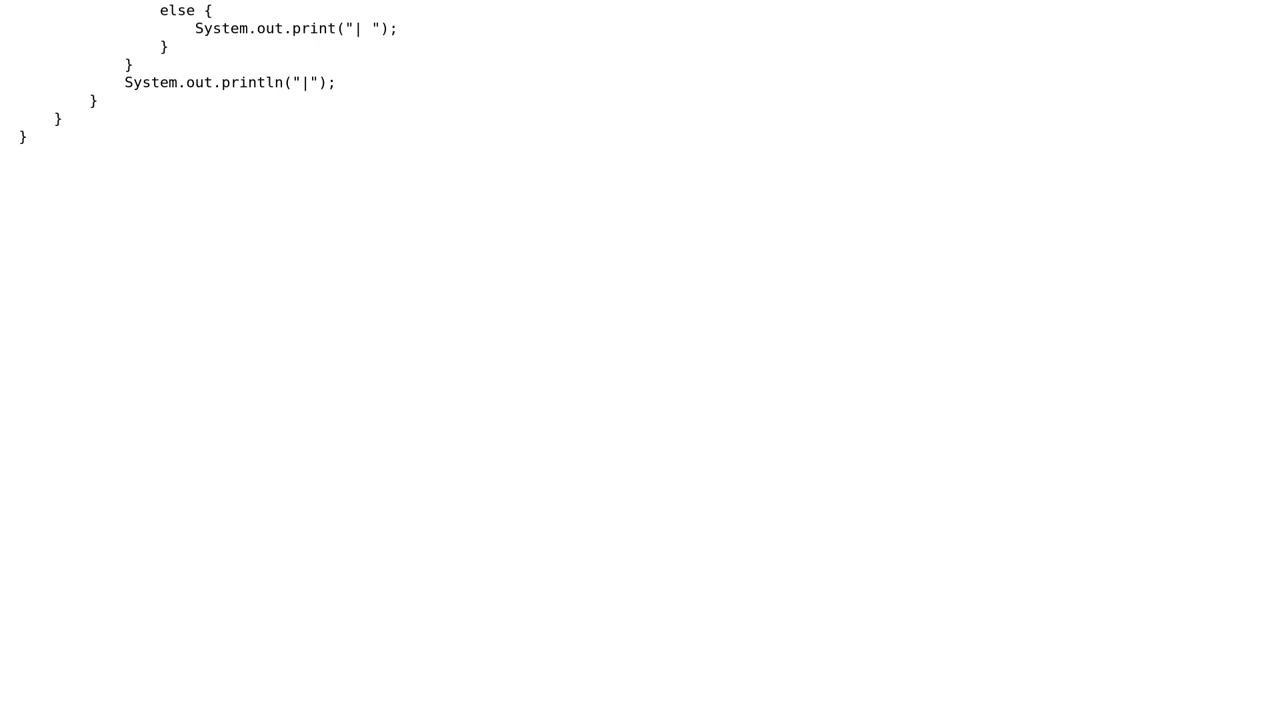 else {
                    System.out.print("| ");
                }
            }
            System.out.println("|");
        }
    }
}